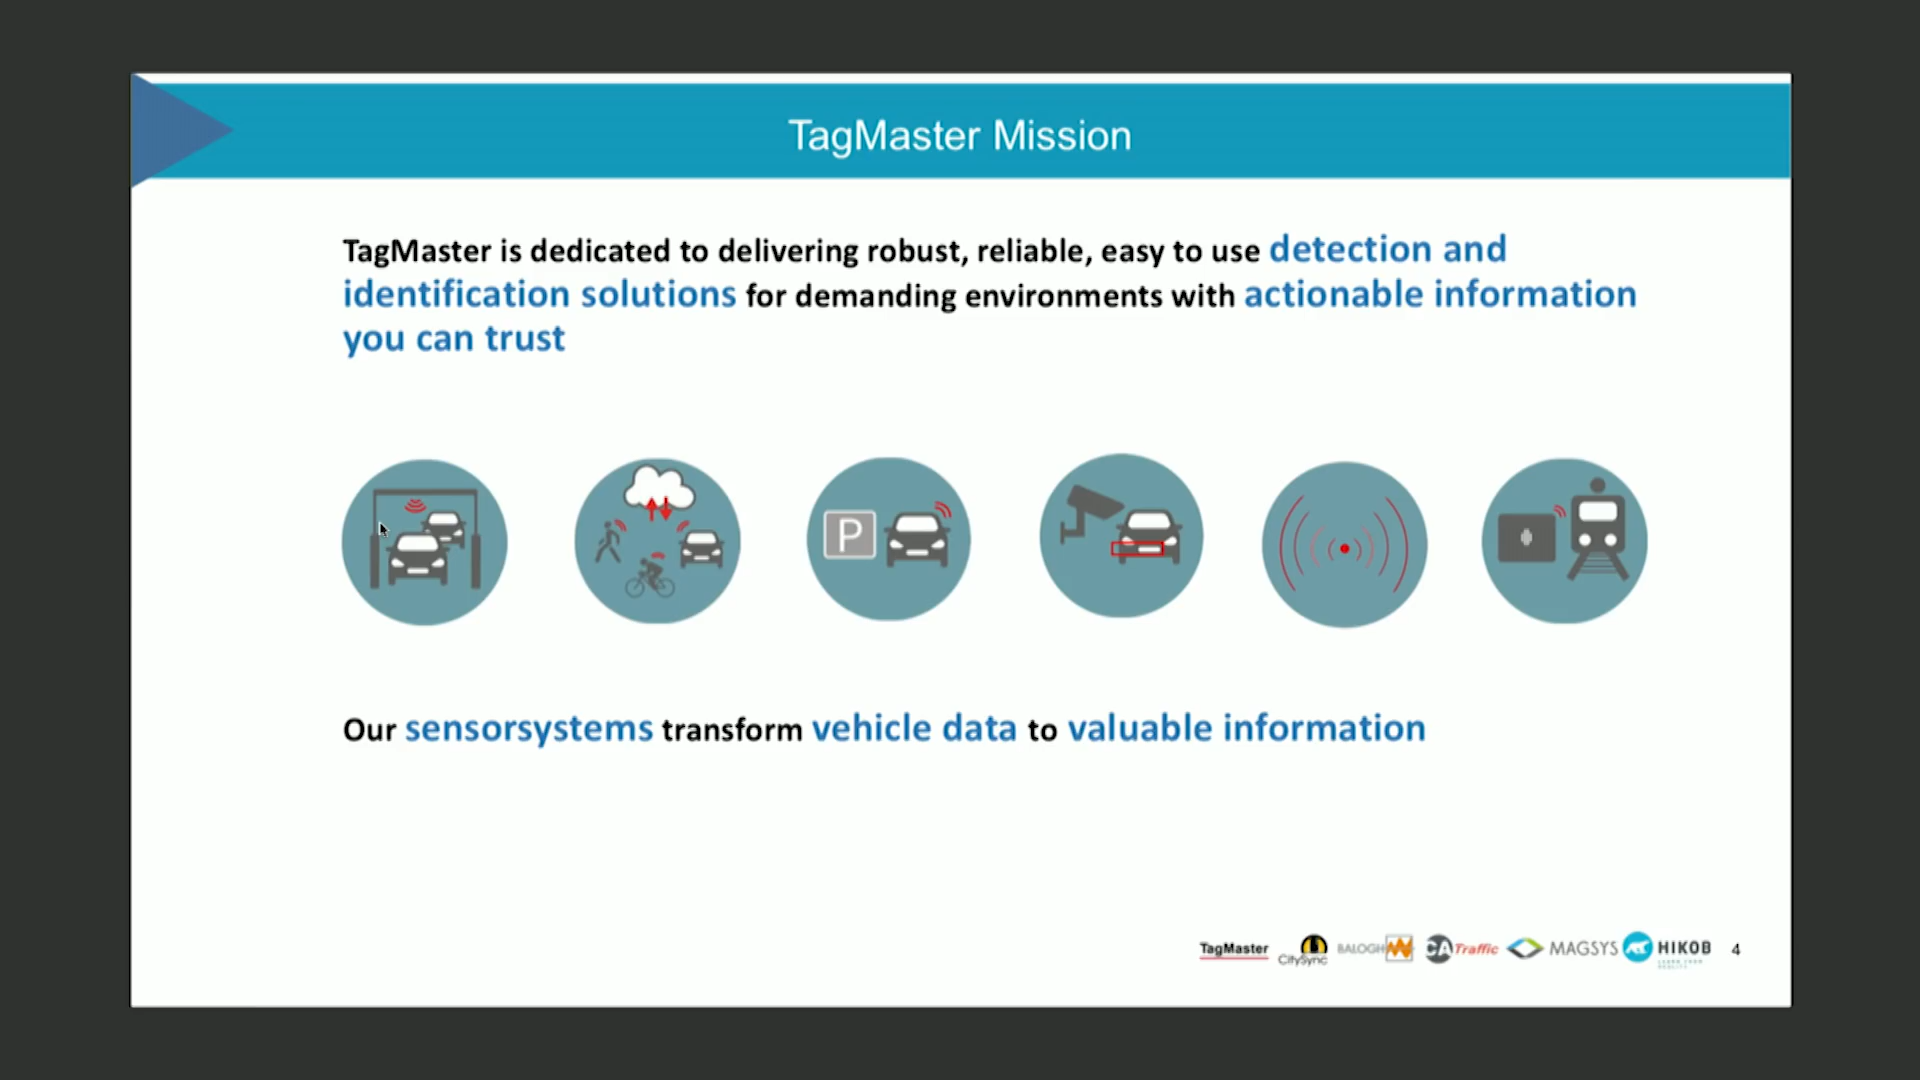 TagMaster Mission
TagMaster is dedicated to delivering robust, reliable, easy to use detection and
identification solutions for demanding environments with actionable information
you can trust
P
Our sensorsystems transform vehicle data to valuable information
TagMaster CitySync BALOGH CA Traffic MAGSYS HIKOB 4